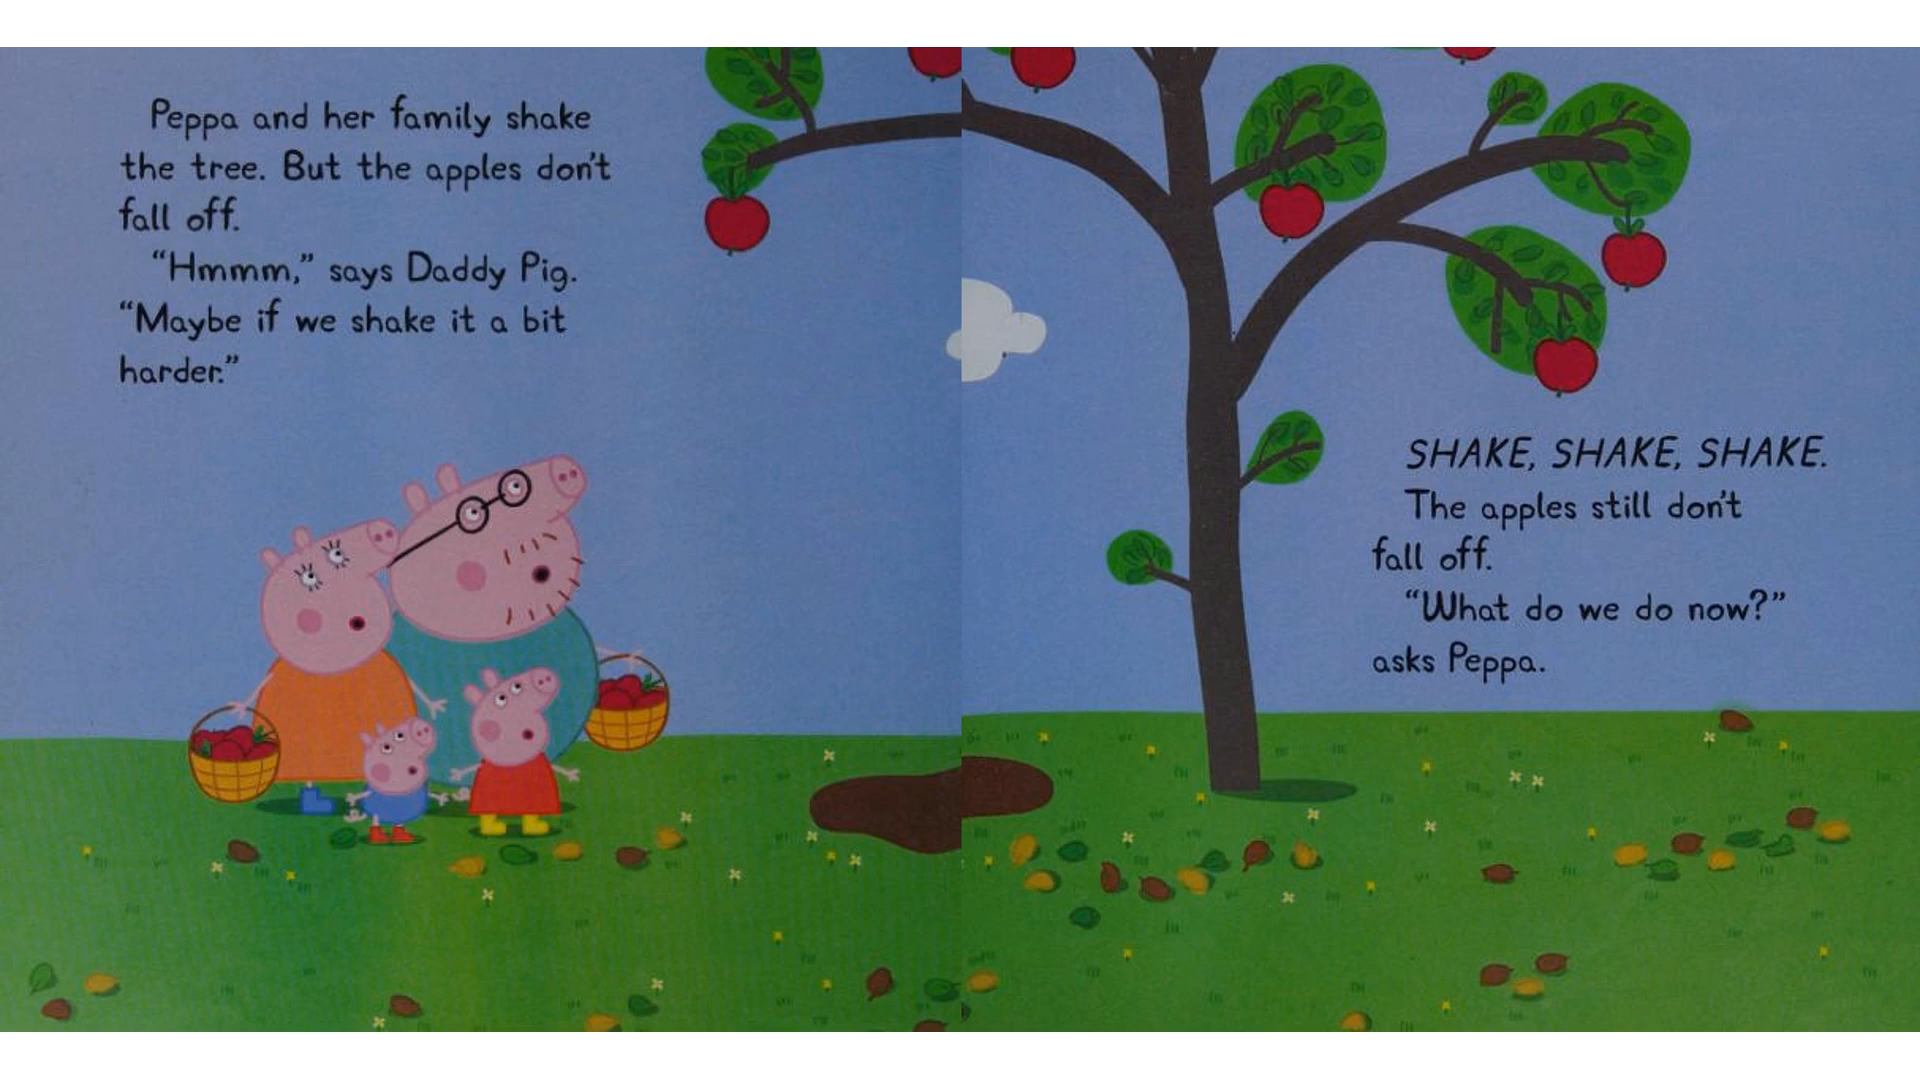 Peppa and her family shake
the tree. But the apples don't
fall off.
“Hmmm,” says Daddy Pig.
“Maybe if we shake it a bit
harder.”
SHAKE, SHAKE, SHAKE.
The apples still don't
fall off.
“What do we do now?”
asks Peppa.